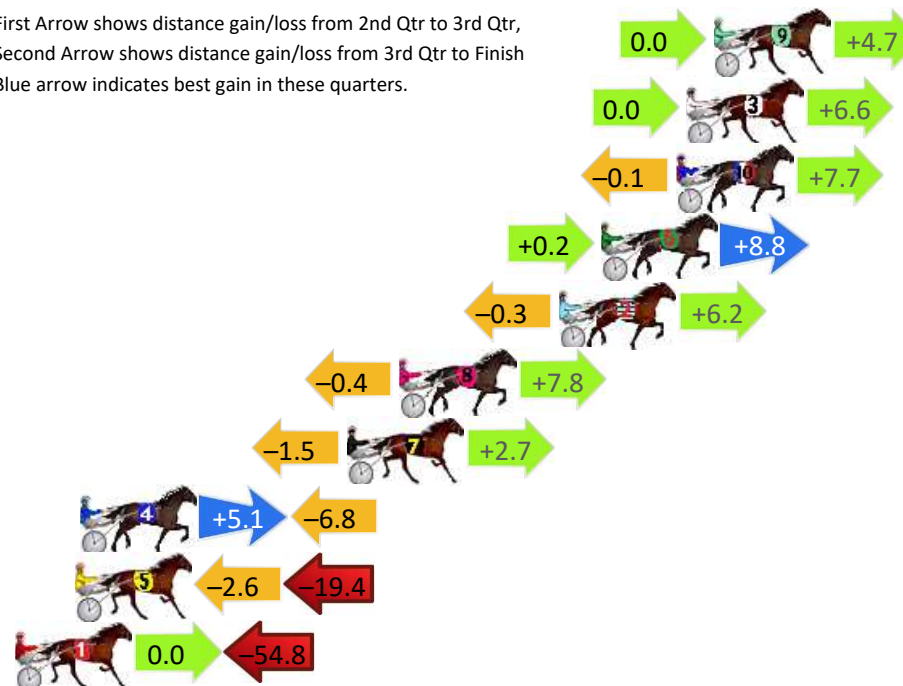 First Arrow shows distance gain/loss from 2nd Qtr to 3rd Qtr,
Second Arrow shows distance gain/loss from 3rd Qtr to Finish
Blue arrow indicates best gain in these quarters.
0.0 9 +4.7
0.0 3 +6.6
–0.1 10 +7.7
+0.2 6 +8.8
–0.3 2 +6.2
–0.4 8 +7.8
–1.5 7 +2.7
4 +5.1 –6.8
5 –2.6 –19.4
1 0.0 –54.8